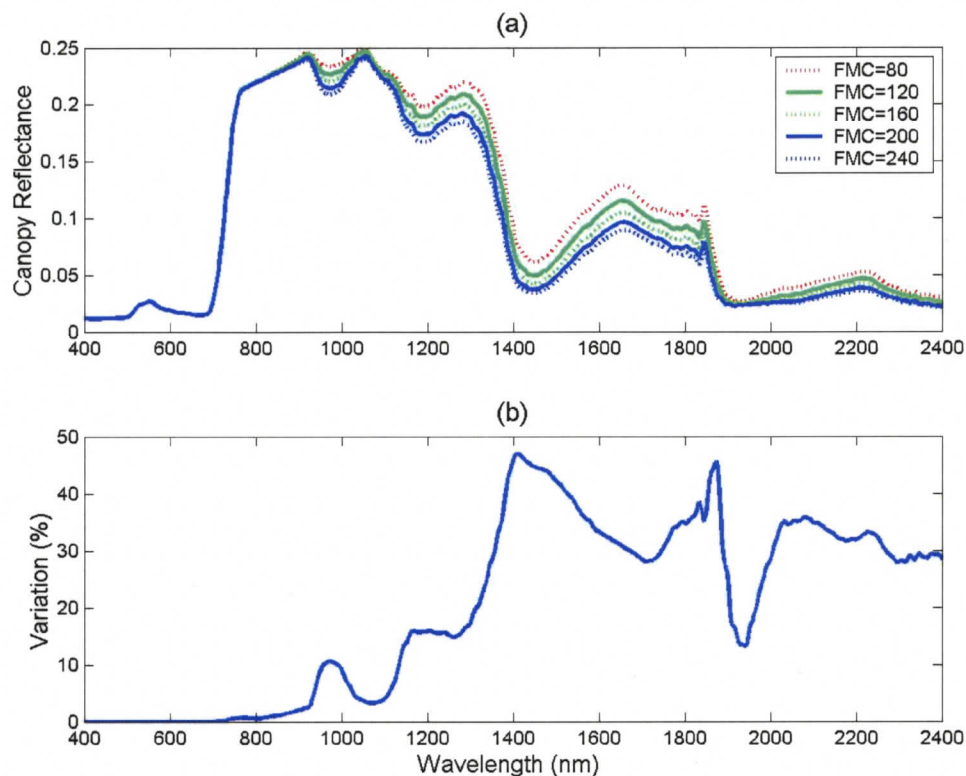 (a)
0.25
0.2
0.15
0.1
0.05
0
Canopy Reflectance
FMC=80
FMC=120
FMC=160
FMC=200
FMC=240
400 600 800 1000 1200 1400 1600 1800 2000 2200 2400
(b)
50
40
30
20
10
0
Variation (%)
400 600 800 1000 1200 1400 1600 1800 2000 2200 2400
Wavelength (nm)